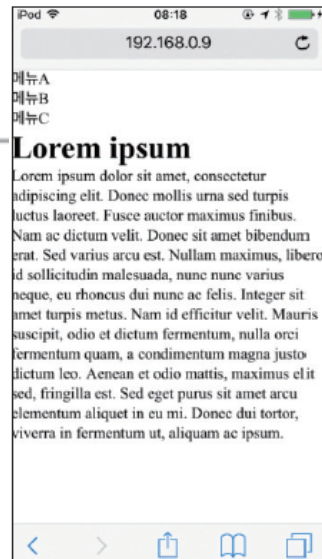 iPod 08:18
192.168.0.9
메뉴A
메뉴B
메뉴C
Lorem ipsum
Lorem ipsum dolor sit amet, consectetur
adipiscing elit. Donec mollis urna sed turpis
luctus laoreet. Fusce auctor maximus finibus.
Nam ac dictum velit. Donec sit amet bibendum
erat. Sed varius arcu est. Nullam maximus, libero
id sollicitudin malesuada, nunc nunc varius
neque, eu rhoncus dui nunc ac felis. Integer sit
amet turpis metus. Nam id efficitur velit. Mauris
suscipit, odio et dictum fermentum, nulla orci
fermentum quam, a condimentum magna justo
dictum leo. Aenean et odio mattis, maximus elit
sed, fringilla est. Sed eget purus sit amet arcu
elementum aliquet in eu mi. Donec dui tortor,
viverra in fermentum ut, aliquam ac ipsum.